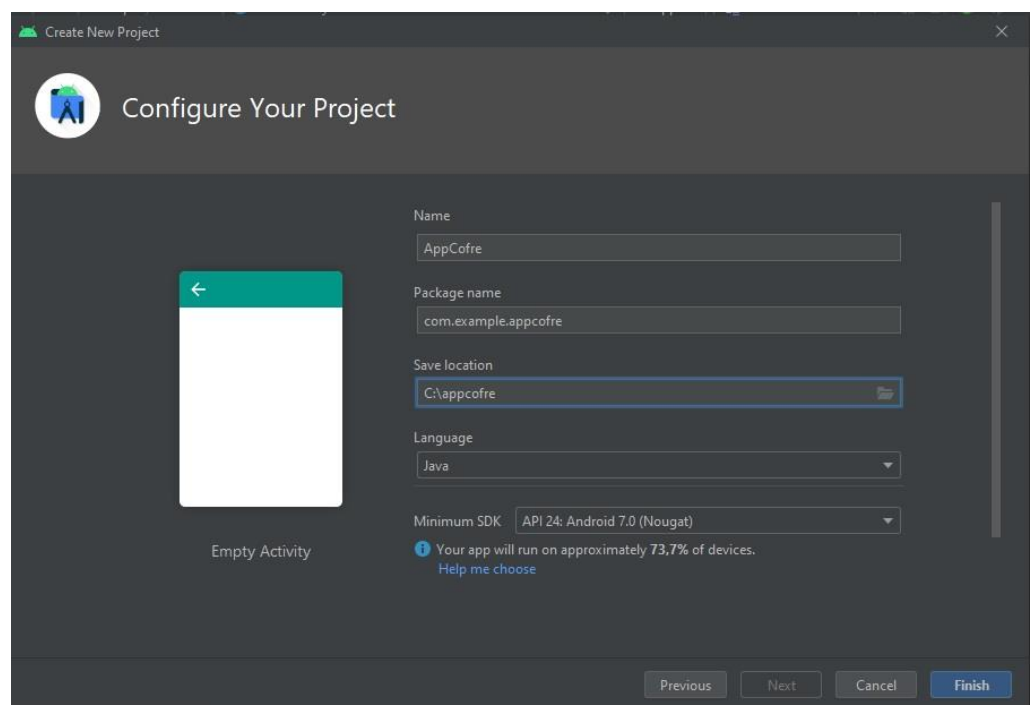 Create New Project
Configure Your Project
Name
AppCofre
Package name
com.example.appcofre
Save location
C:\appcofre
Language
Java
Minimum SDK API 24: Android 7.0 (Nougat)
Your app will run on approximately 73,7% of devices.
Help me choose
Empty Activity
Previous Next Cancel Finish